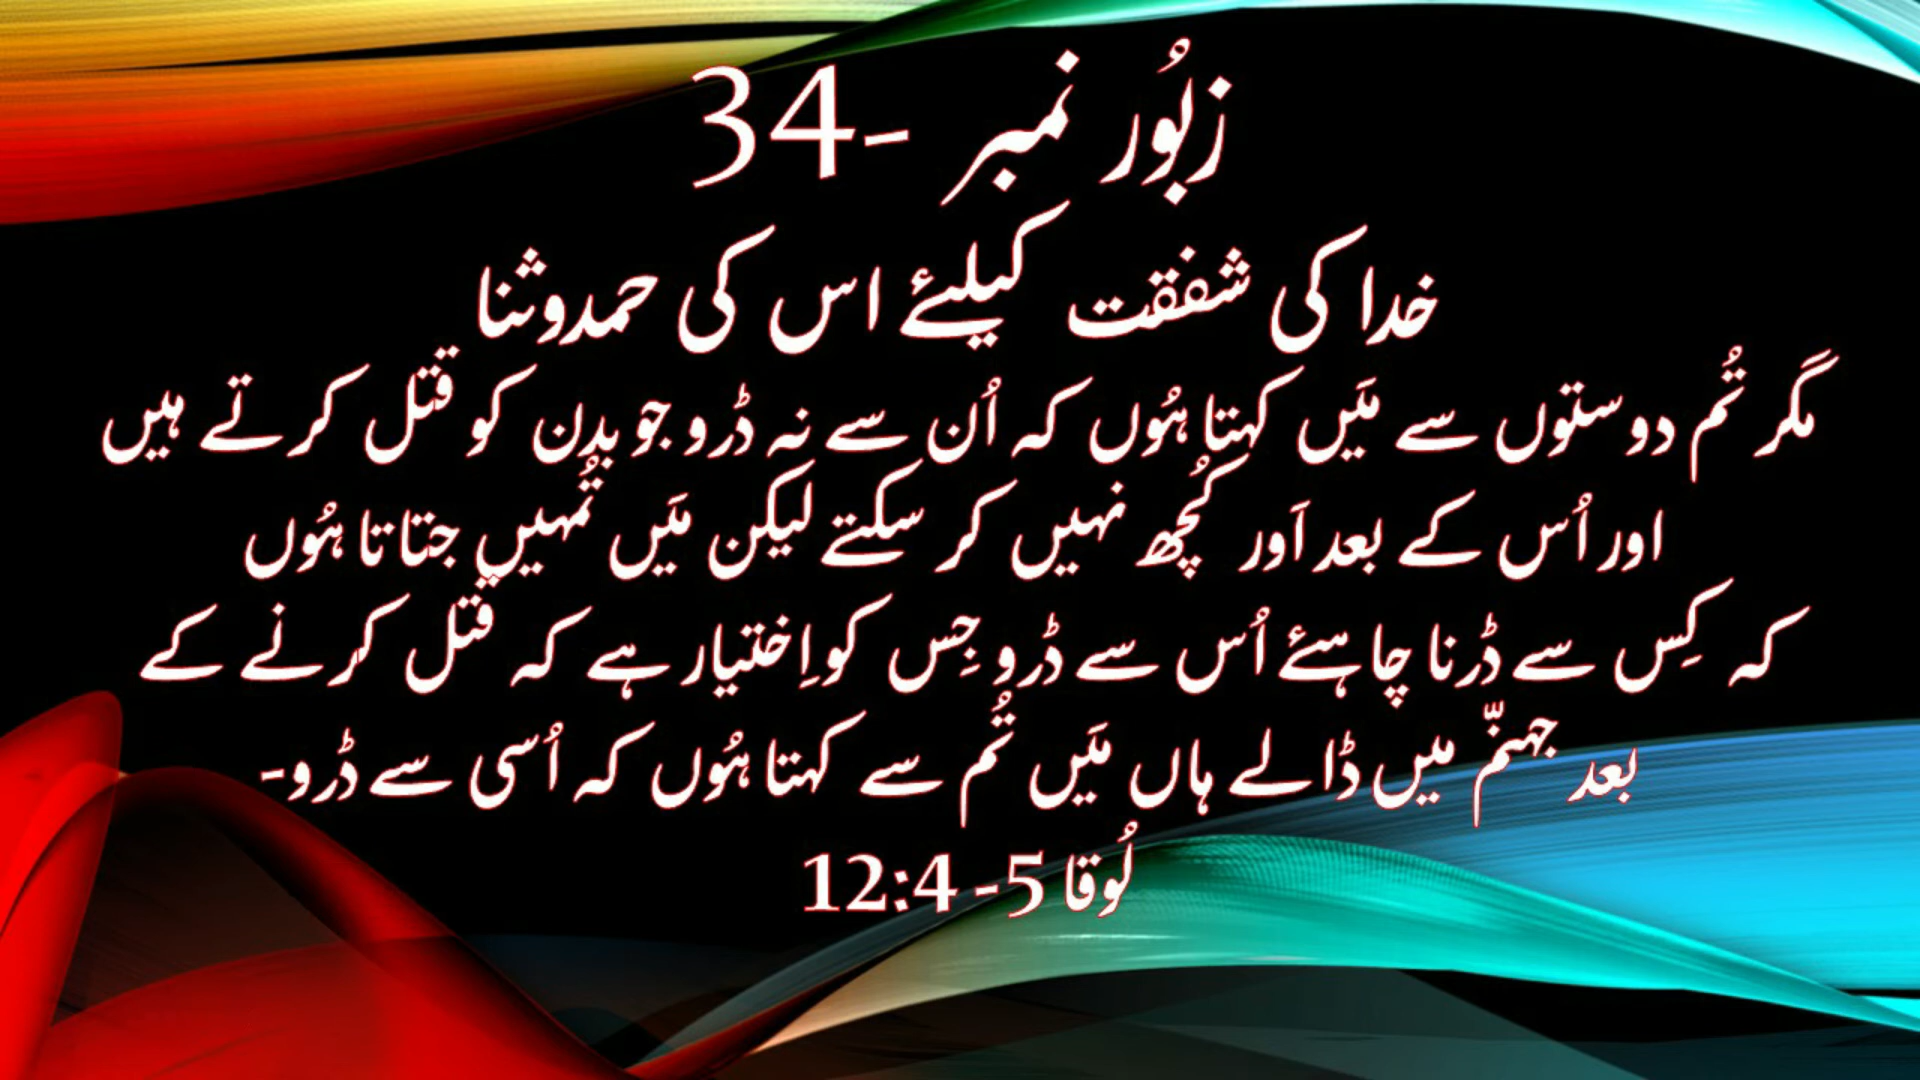 زبُور نمبر -34
خدا کی شفقت کیلئے اس کی حمدوثنا
مگر تُم دوستوں سے مَیں کہتا ہُوں کہ اُن سے نہ ڈرو جو بدن کو قتل کرتے ہیں
اور اُس کے بعد اَور کُچھ نہیں کر سکتے لیکن مَیں تُمہیں جتاتا ہُوں
کہ کِس سے ڈرنا چاہئے اُس سے ڈرو جِس کو اِختیار ہے کہ قتل کرنے کے
بعد جہنّم میں ڈالے ہاں مَیں تُم سے کہتا ہُوں کہ اُسی سے ڈرو-
لُوقا 5- 12:4